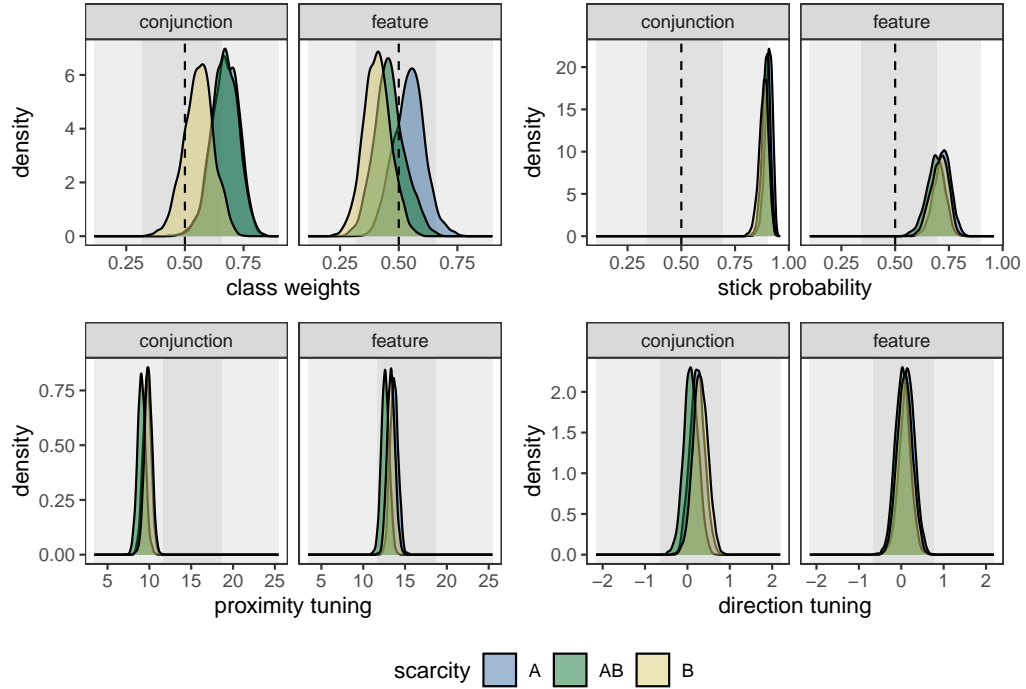 conjunction feature
density
0 2 4 6
0.25 0.50 0.75 0.25 0.50 0.75
class weights
conjunction feature
density
0 5 10 15 20
0.25 0.50 0.75 1.00 0.25 0.50 0.75 1.00
stick probability
conjunction feature
density
0.00 0.25 0.50 0.75
5 10 15 20 25 5 10 15 20 25
proximity tuning
conjunction feature
density
0.0 0.5 1.0 1.5 2.0
−2 −1 0 1 2 −2 −1 0 1 2
direction tuning
scarcity A AB B